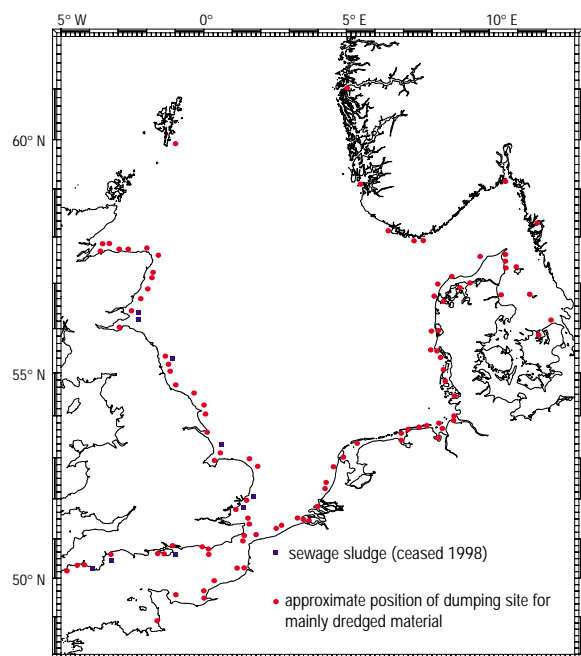 5° W 0° 5° E 10° E
60° N
55° N
50° N
sewage sludge (ceased 1998)
approximate position of dumping site for
mainly dredged material